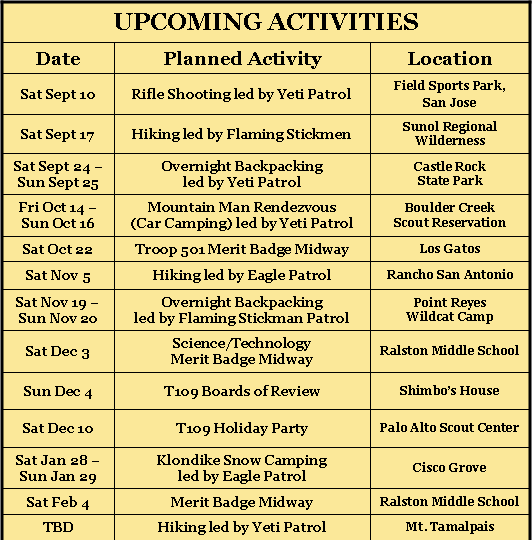 UPCOMING ACTIVITIES
Date Planned Activity Location
Sat Sept 10 Rifle Shooting led by Yeti Patrol Field Sports Park,
San Jose
Sat Sept 17 Hiking led by Flaming Stickmen Sunol Regional
Wilderness
Sat Sept 24 – Overnight Backpacking Castle Rock
Sun Sept 25 led by Yeti Patrol State Park
Fri Oct 14 – Mountain Man Rendezvous Boulder Creek
Sun Oct 16 (Car Camping) led by Yeti Patrol Scout Reservation
Sat Oct 22 Troop 501 Merit Badge Midway Los Gatos
Sat Nov 5 Hiking led by Eagle Patrol Rancho San Antonio
Sat Nov 19 – Overnight Backpacking Point Reyes
Sun Nov 20 led by Flaming Stickman Patrol Wildcat Camp
Sat Dec 3 Science/Technology Ralston Middle School
Merit Badge Midway
Sun Dec 4 T109 Boards of Review Shimbo's House
Sat Dec 10 T109 Holiday Party Palo Alto Scout Center
Sat Jan 28 – Klondike Snow Camping Cisco Grove
Sun Jan 29 led by Eagle Patrol
Sat Feb 4 Merit Badge Midway Ralston Middle School
TBD Hiking led by Yeti Patrol Mt. Tamalpais